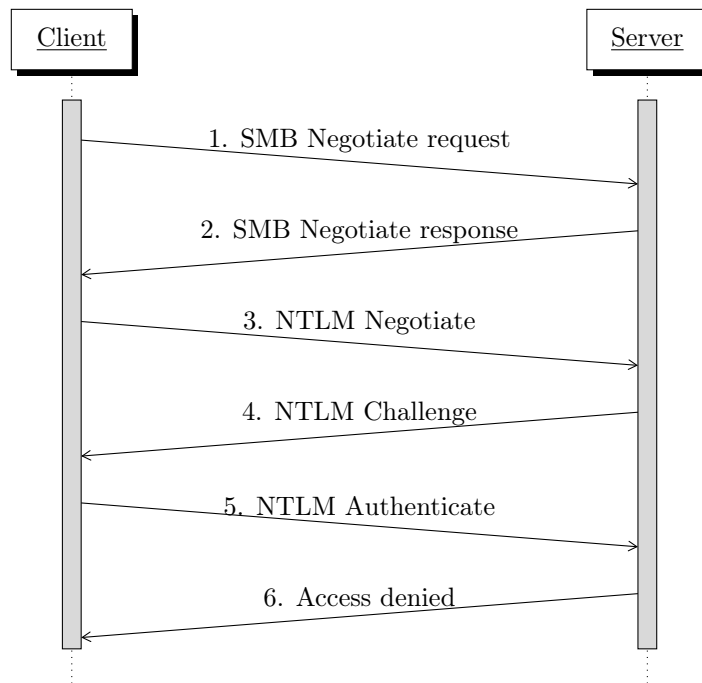 Client
Server
1. SMB Negotiate request
2. SMB Negotiate response
3. NTLM Negotiate
4. NTLM Challenge
5. NTLM Authenticate
6. Access denied